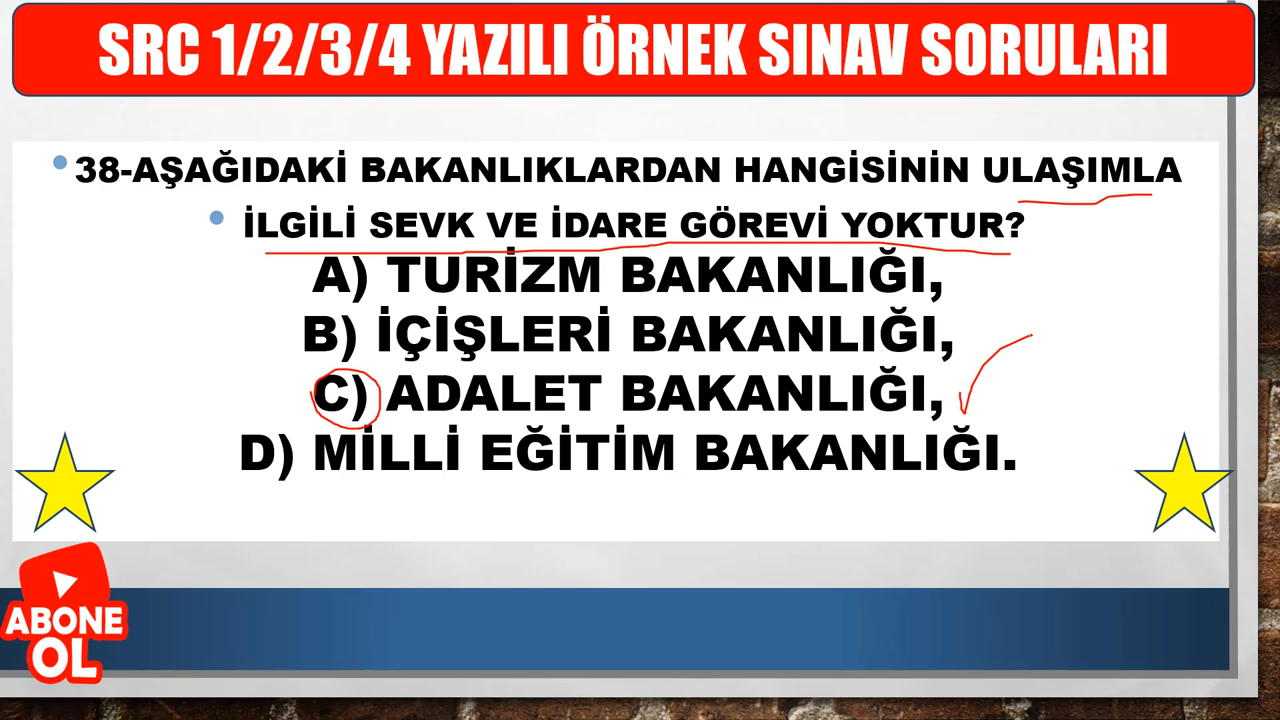 SRC 1/2/3/4 YAZILI ÖRNEK SINAV SORULARI
38-AŞAĞIDAKİ BAKANLIKLARDAN HANGİSİNİN ULAŞIMLA
İLGİLİ SEVK VE İDARE GÖREVİ YOKTUR?
A) TURİZM BAKANLIĞI,
B) İÇİŞLERİ BAKANLIĞI,
C) ADALET BAKANLIĞI,
D) MİLLİ EĞİTİM BAKANLIĞI.
ABONE
OL